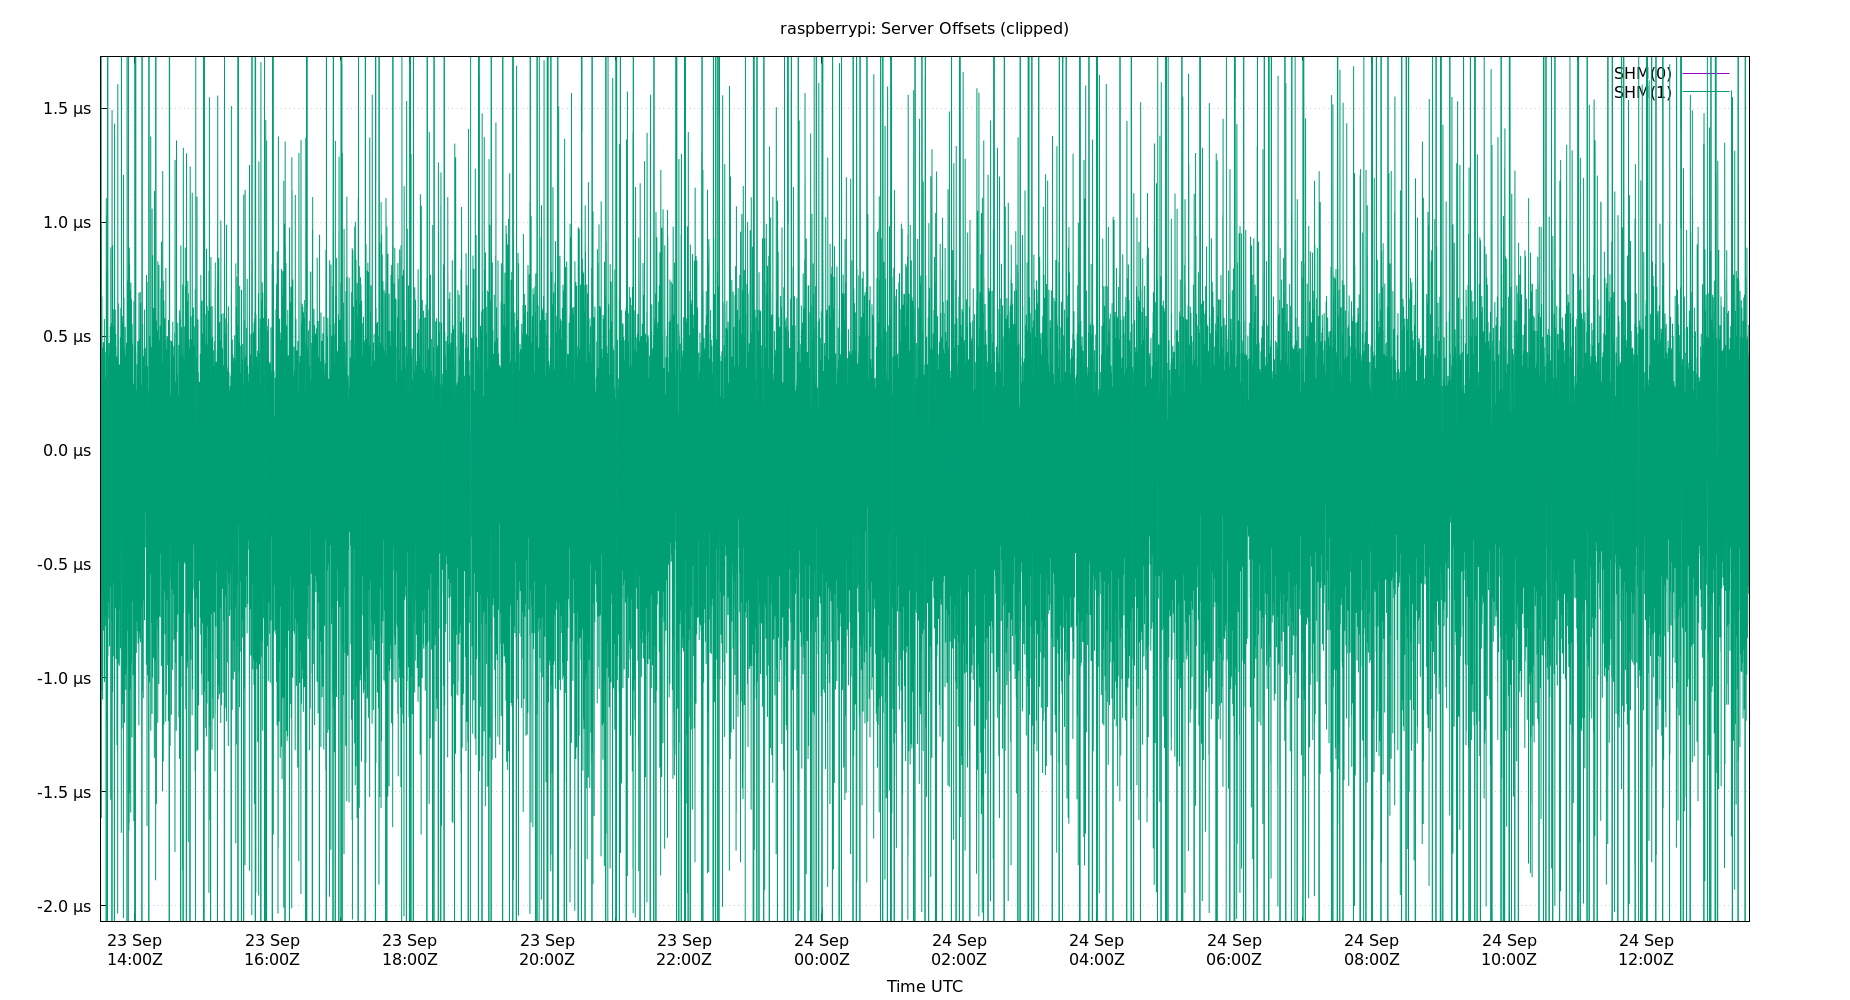 raspberrypi: Server Offsets (clipped)
SHM(0)
SHM(1)
1.5 µs
1.0 µs
0.5 µs
0.0 µs
-0.5 µs
-1.0 µs
-1.5 µs
-2.0 µs
23 Sep 23 Sep 23 Sep 23 Sep 23 Sep 24 Sep 24 Sep 24 Sep 24 Sep 24 Sep 24 Sep 24 Sep
14:00Z 16:00Z 18:00Z 20:00Z 22:00Z 00:00Z 02:00Z 04:00Z 06:00Z 08:00Z 10:00Z 12:00Z
Time UTC